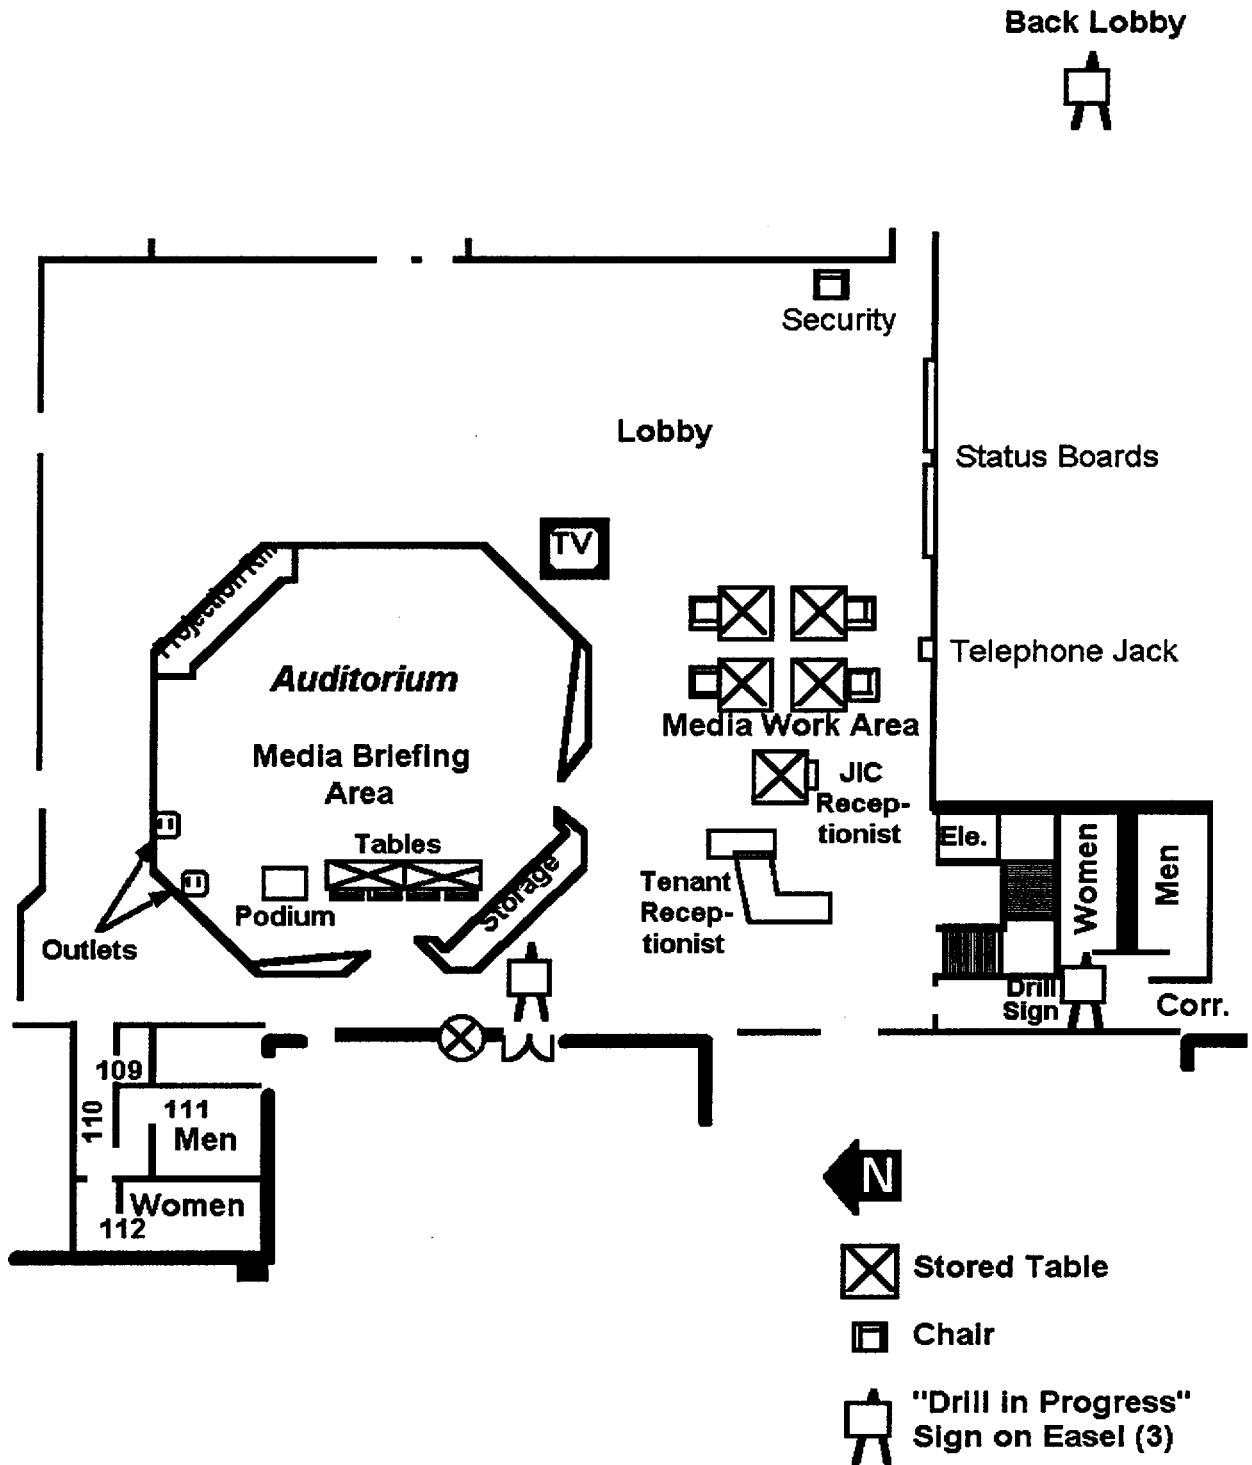 Back Lobby
Security
Lobby
Status Boards
TV
Projection Rm
Auditorium
Telephone Jack
Media Work Area
Media Briefing
Area
JIC
Recep-
tionist
Tables
Storage
Podium
Outlets
Tenant
Recep-
tionist
Ele.
Women
Men
Drill
Sign
Corr.
109
110
111
Men
Women
112
N
Stored Table
Chair
"Drill in Progress"
Sign on Easel (3)